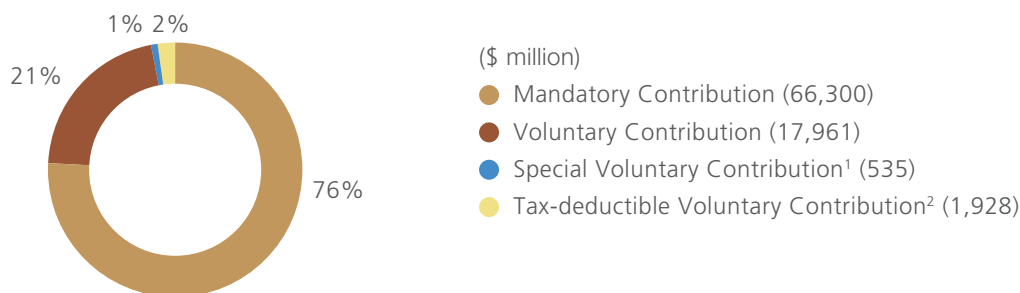 1% 2%
21%
76%
($ million)
Mandatory Contribution (66,300)
Voluntary Contribution (17,961)
Special Voluntary Contribution¹ (535)
Tax-deductible Voluntary Contribution² (1,928)